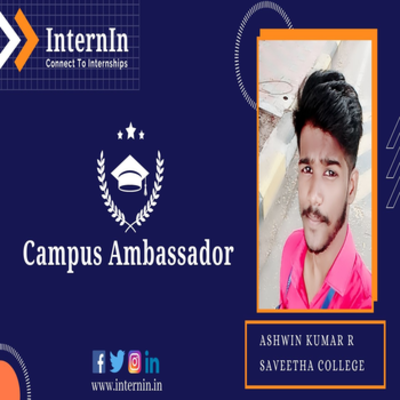 InternIn
Connect To Internships
Campus Ambassador
ASHWIN KUMAR R
SAVEETHA COLLEGE
www.internin.in